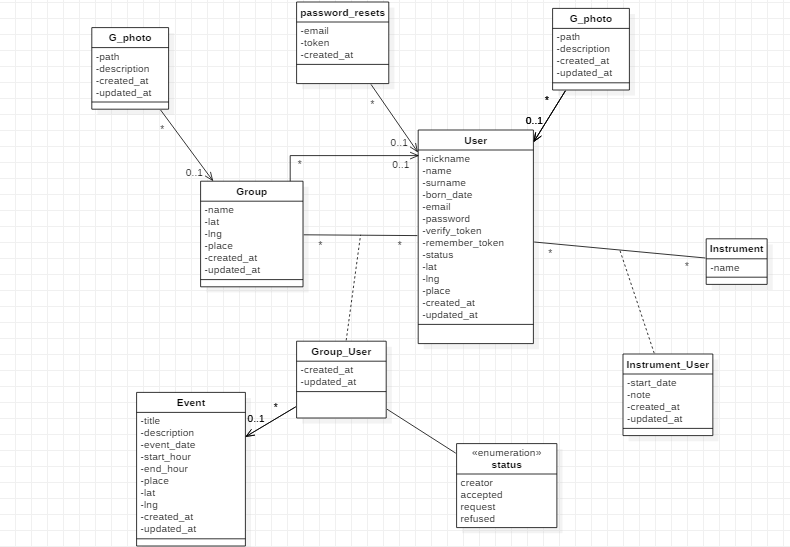 G_photo
-path
-description
-created_at
-updated_at
*
0..1
password_resets
-email
-token
-created_at
*
0..1
G_photo
-path
-description
-created_at
-updated_at
*
0..1
User
-nickname
-name
-surname
-born_date
-email
-password
-verify_token
-remember_token
-status
-lat
-lng
-place
-created_at
-updated_at
Group
-name
-lat
-lng
-place
-created_at
-updated_at
*
0..1
*
*
*
*
Instrument
-name
Group_User
-created_at
-updated_at
Instrument_User
-start_date
-note
-created_at
-updated_at
*
0..1
Event
-title
-description
-event_date
-start_hour
-end_hour
-place
-lat
-lng
-created_at
-updated_at
«enumeration»
status
creator
accepted
request
refused